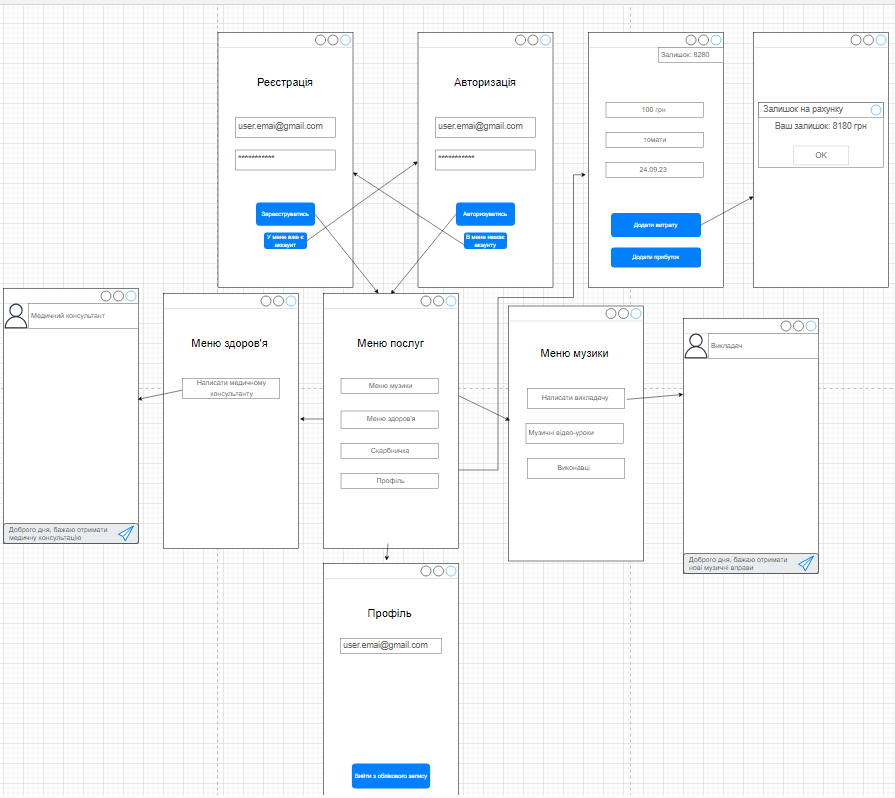 Реєстрація
user.emai@gmail.com
***********
Зареєструватись
У мене вже є
аккаунт
Авторизація
user.emai@gmail.com
***********
Авторизуватись
В мене немає
акаунту
Залишок: 8280
100 грн
томати
24.09.23
Додати витрату
Додати прибуток
Залишок на рахунку
Ваш залишок: 8180 грн
OK
Медичний консультант
Доброго дня, бажаю отримати
медичну консультацію
Меню здоров'я
Написати медичному
консультанту
Меню послуг
Меню музики
Меню здоров'я
Скарбничка
Профіль
Меню музики
Написати викладачу
Музичні відео-уроки
Виконавці
Викладач
Доброго дня, бажаю отримати
нові музичні вправи
Профіль
user.emai@gmail.com
Вийти з облікового запису